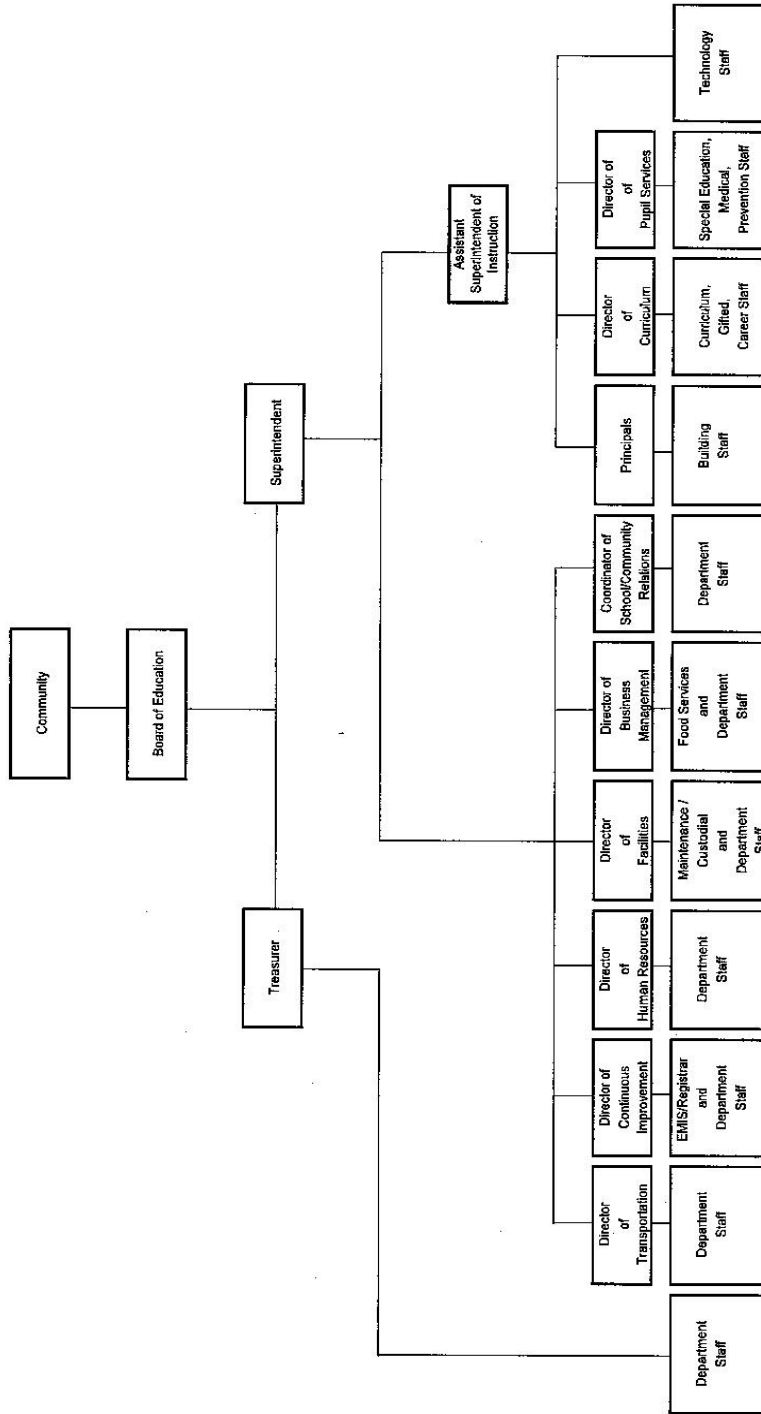 Community
Board of Education
Treasurer
Superintendent
Assistant
Superintendent of
Instruction
Director
of
Transportation
Director of
Continuous
Improvement
Director
of
Human Resources
Director
of
Facilities
Director of
Business
Management
Coordinator of
School/Community
Relations
Principals
Director
of
Curriculum
Director of
of
Pupil Services
Department
Staff
Department
Staff
EMIS/Registrar
and
Department
Staff
Department
Staff
Maintenance /
Custodial
and
Department
Staff
Food Services
and
Department
Staff
Department
Staff
Building
Staff
Curriculum,
Gifted,
Career Staff
Special Education,
Medical,
Prevention Staff
Technology
Staff